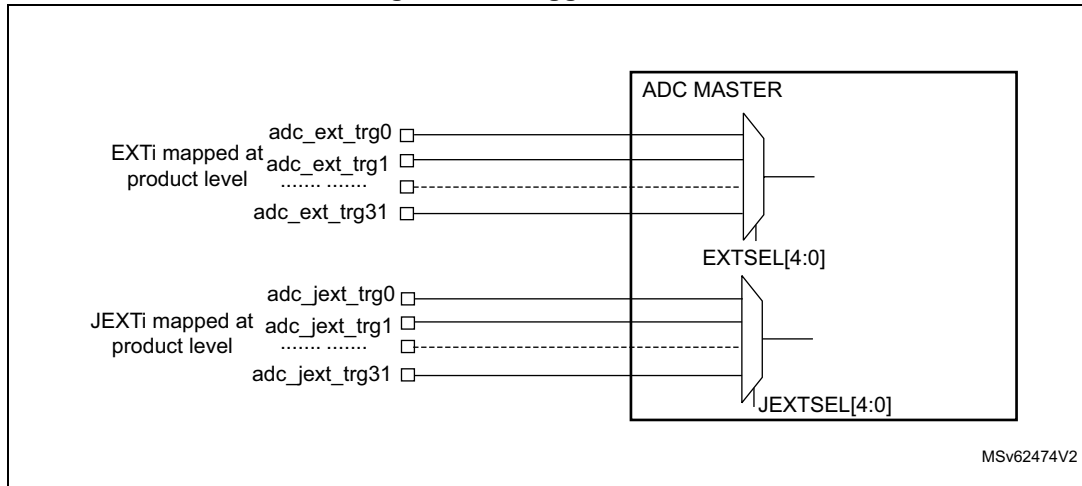 ADC MASTER
adc_ext_trg0
EXTi mapped at
product level
adc_ext_trg1
....... .......
adc_ext_trg31
EXTSEL[4:0]
adc_jext_trg0
JEXTi mapped at
product level
adc_jext_trg1
....... .......
adc_jext_trg31
JEXTSEL[4:0]
MSv62474V2